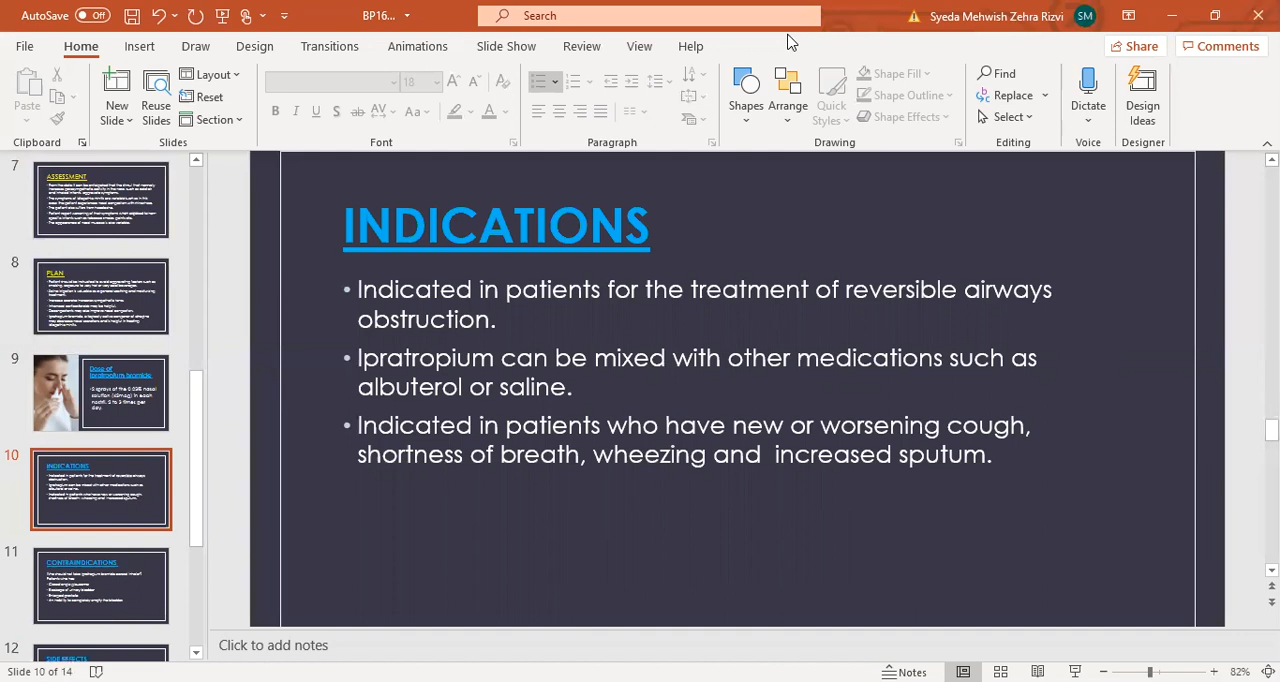 AutoSave Off BP16... Search Syeda Mehwish Zehra Rizvi SM
File Home Insert Draw Design Transitions Animations Slide Show Review View Help Share Comments
Paste New Slide Reuse Slides Layout Reset Section 18 B I U S ab AV Aa A Shapes Arrange Quick Styles Shape Fill Shape Outline Shape Effects Find Replace Select Dictate Design Ideas
Clipboard Slides Font Paragraph Drawing Editing Voice Designer
7
ASSESSMENT
8
PLAN
9
Dose of
Ipratropium bromide
10
INDICATIONS
11
CONTRAINDICATIONS
12
SIDE EFFECTS
INDICATIONS
• Indicated in patients for the treatment of reversible airways
obstruction.
• Ipratropium can be mixed with other medications such as
albuterol or saline.
• Indicated in patients who have new or worsening cough,
shortness of breath, wheezing and  increased sputum.
Click to add notes
Slide 10 of 14 Notes 82%